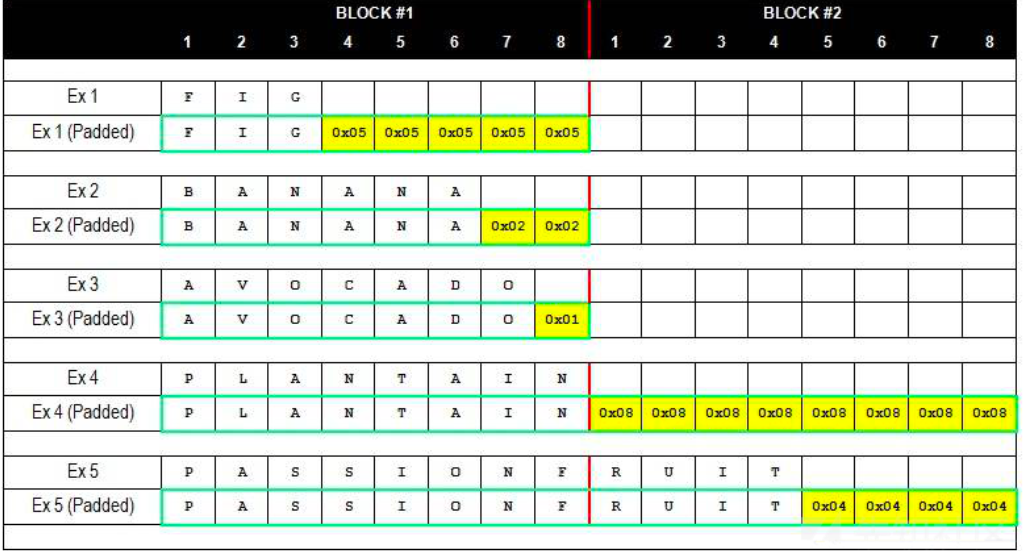 BLOCK #1 BLOCK #2
1 2 3 4 5 6 7 8 1 2 3 4 5 6 7 8
Ex 1 F I G
Ex 1 (Padded) F I G 0x05 0x05 0x05 0x05 0x05
Ex 2 B A N A N A
Ex 2 (Padded) B A N A N A 0x02 0x02
Ex 3 A V O C A D O
Ex 3 (Padded) A V O C A D O 0x01
Ex 4 P L A N T A I N
Ex 4 (Padded) P L A N T A I N 0x08 0x08 0x08 0x08 0x08 0x08 0x08 0x08
Ex 5 P A S S I O N F R U I T
Ex 5 (Padded) P A S S I O N F R U I T 0x04 0x04 0x04 0x04